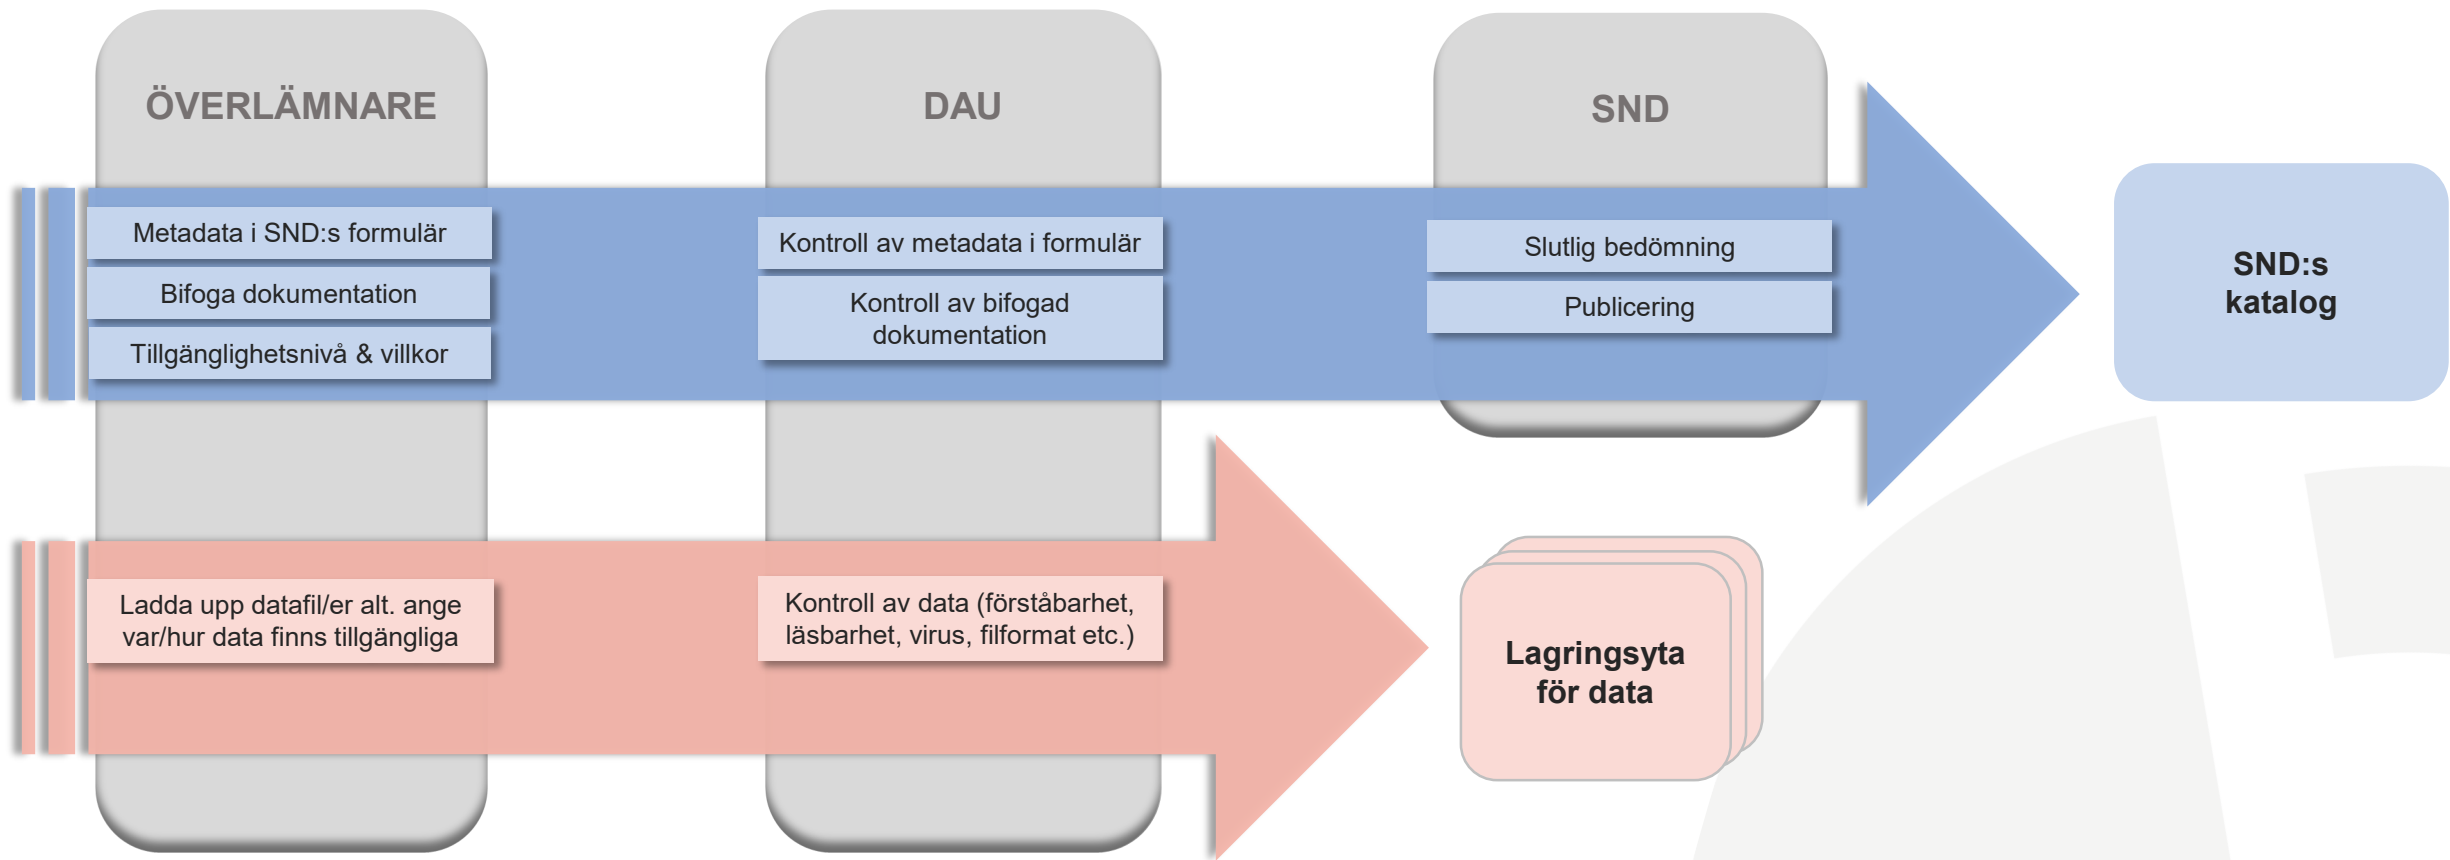 ÖVERLÄMNARE
DAU
SND
Metadata i SND:s formulär
Bifoga dokumentation
Tillgänglighetsnivå & villkor
Kontroll av metadata i formulär
Kontroll av bifogad
dokumentation
Slutlig bedömning
Publicering
SND:s
katalog
Ladda upp datafil/er alt. ange
var/hur data finns tillgängliga
Kontroll av data (förståbarhet,
läsbarhet, virus, filformat etc.)
Lagringsyta
för data